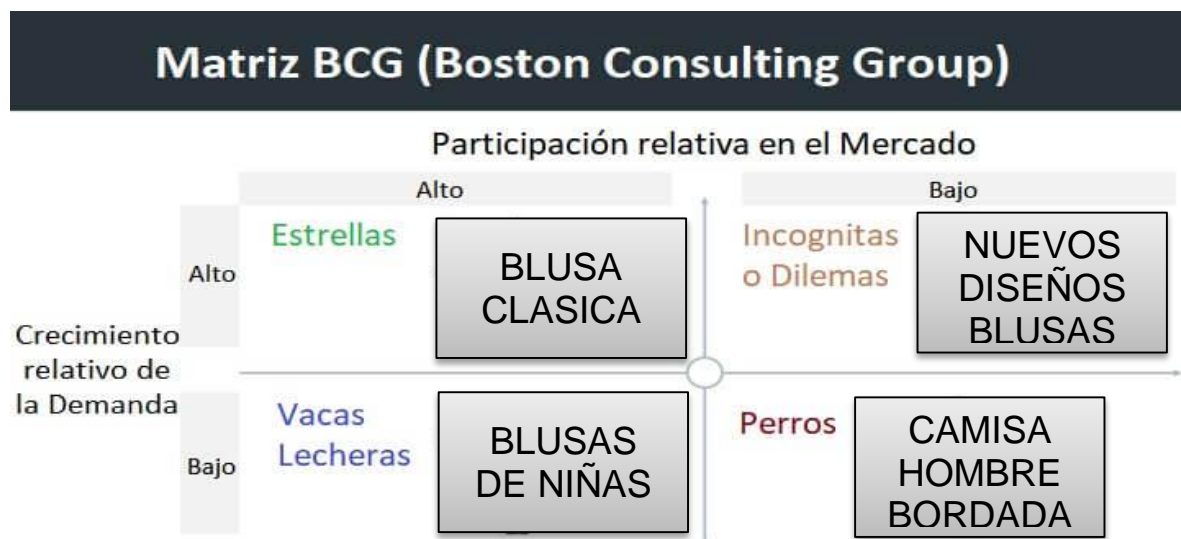 Matriz BCG (Boston Consulting Group)
Participación relativa en el Mercado
Alto
Bajo
Crecimiento
relativo de
la Demanda
Alto
Estrellas
BLUSA
CLASICA
Incognitas
o Dilemas
NUEVOS
DISEÑOS
BLUSAS
Bajo
Vacas
Lecheras
BLUSAS
DE NIÑAS
Perros
CAMISA
HOMBRE
BORDADA